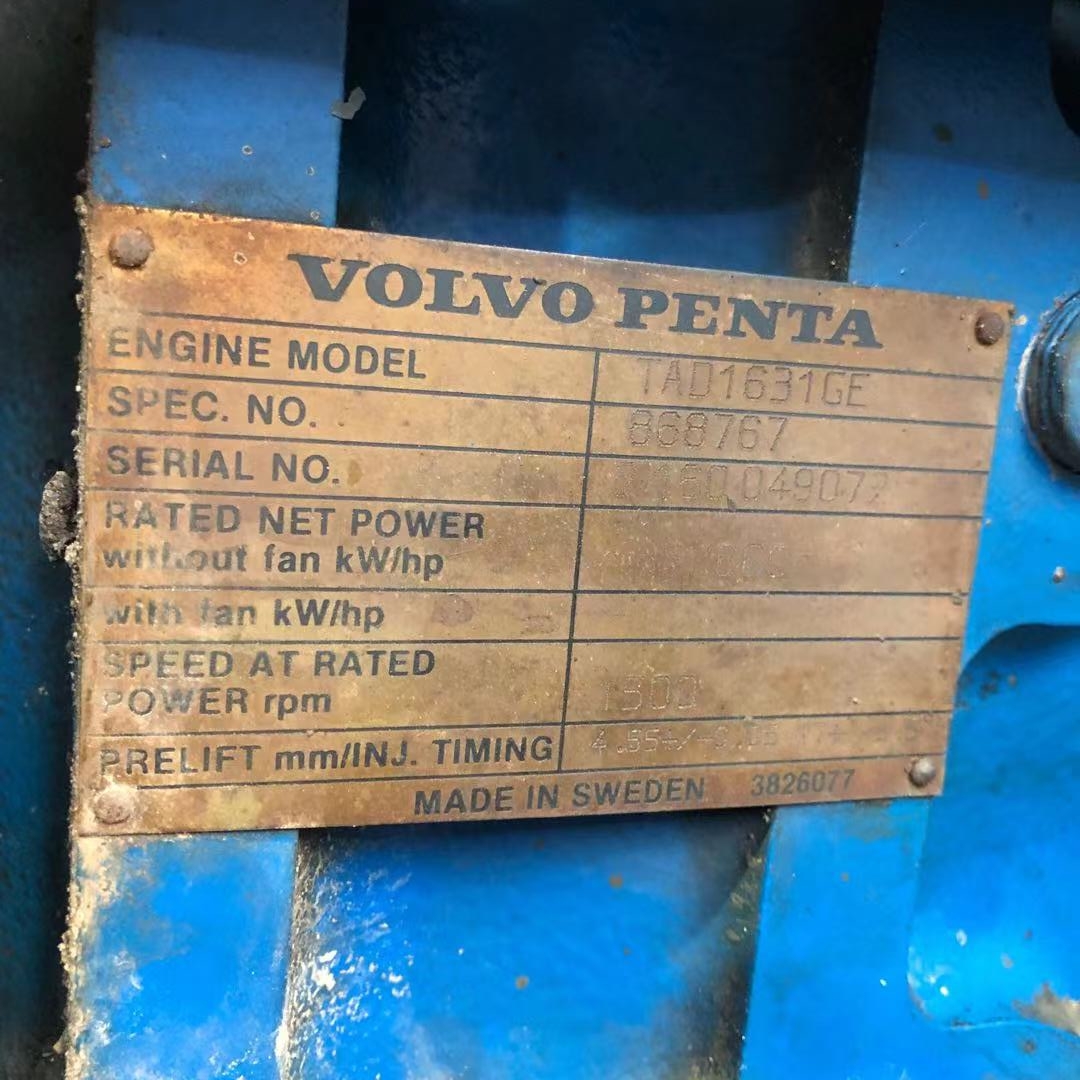 VOLVO PENTA
ENGINE MODEL TAD1631GE
SPEC. NO. 868767
SERIAL NO.
RATED NET POWER
without fan kW/hp
with fan kW/hp
SPEED AT RATED
POWER rpm 1500
PRELIFT mm/INJ. TIMING
MADE IN SWEDEN 3826077